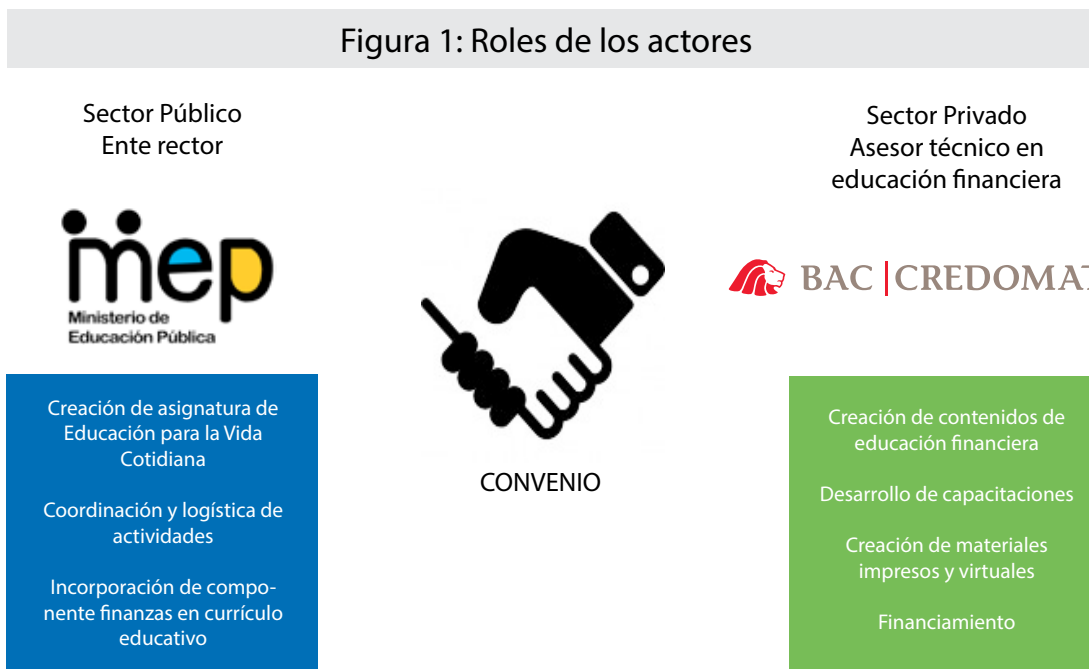 Figura 1: Roles de los actores
Sector Público
Ente rector
mep
Ministerio de
Educación Pública
Creación de asignatura de
Educación para la Vida
Cotidiana
Coordinación y logística de
actividades
Incorporación de compo-
nente finanzas en currículo
educativo
CONVENIO
Sector Privado
Asesor técnico en
educación financiera
BAC | CREDOMAT
Creación de contenidos de
educación financiera
Desarrollo de capacitaciones
Creación de materiales
impresos y virtuales
Financiamiento